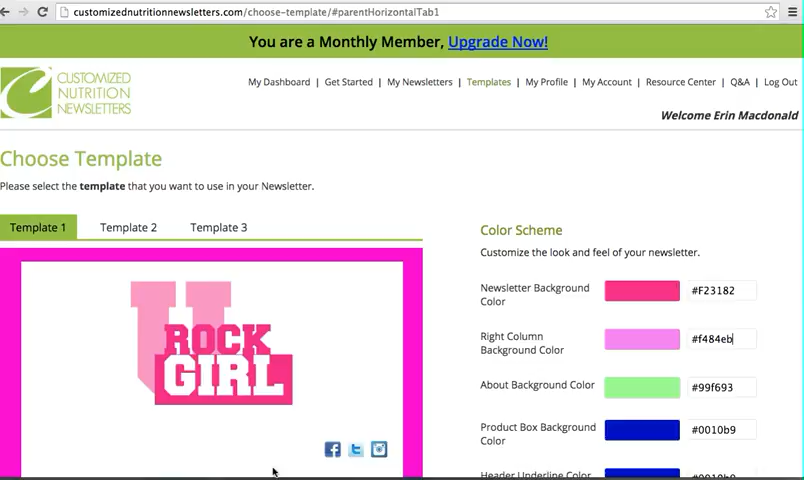 customizednutritionnewsletters.com/choose-template/#parentHorizontalTab1
You are a Monthly Member, Upgrade Now!
CUSTOMIZED
NUTRITION
NEWSLETTERS
My Dashboard | Get Started | My Newsletters | Templates | My Profile | My Account | Resource Center | Q&A | Log Out
Welcome Erin Macdonald
Choose Template
Please select the template that you want to use in your Newsletter.
Template 1 Template 2 Template 3
U
ROCK
GIRL
Color Scheme
Customize the look and feel of your newsletter.
Newsletter Background
Color
#F23182
Right Column
Background Color
#f484eb
About Background Color
#99f693
Product Box Background
Color
#0010b9
Header Underline Color
#0010b9